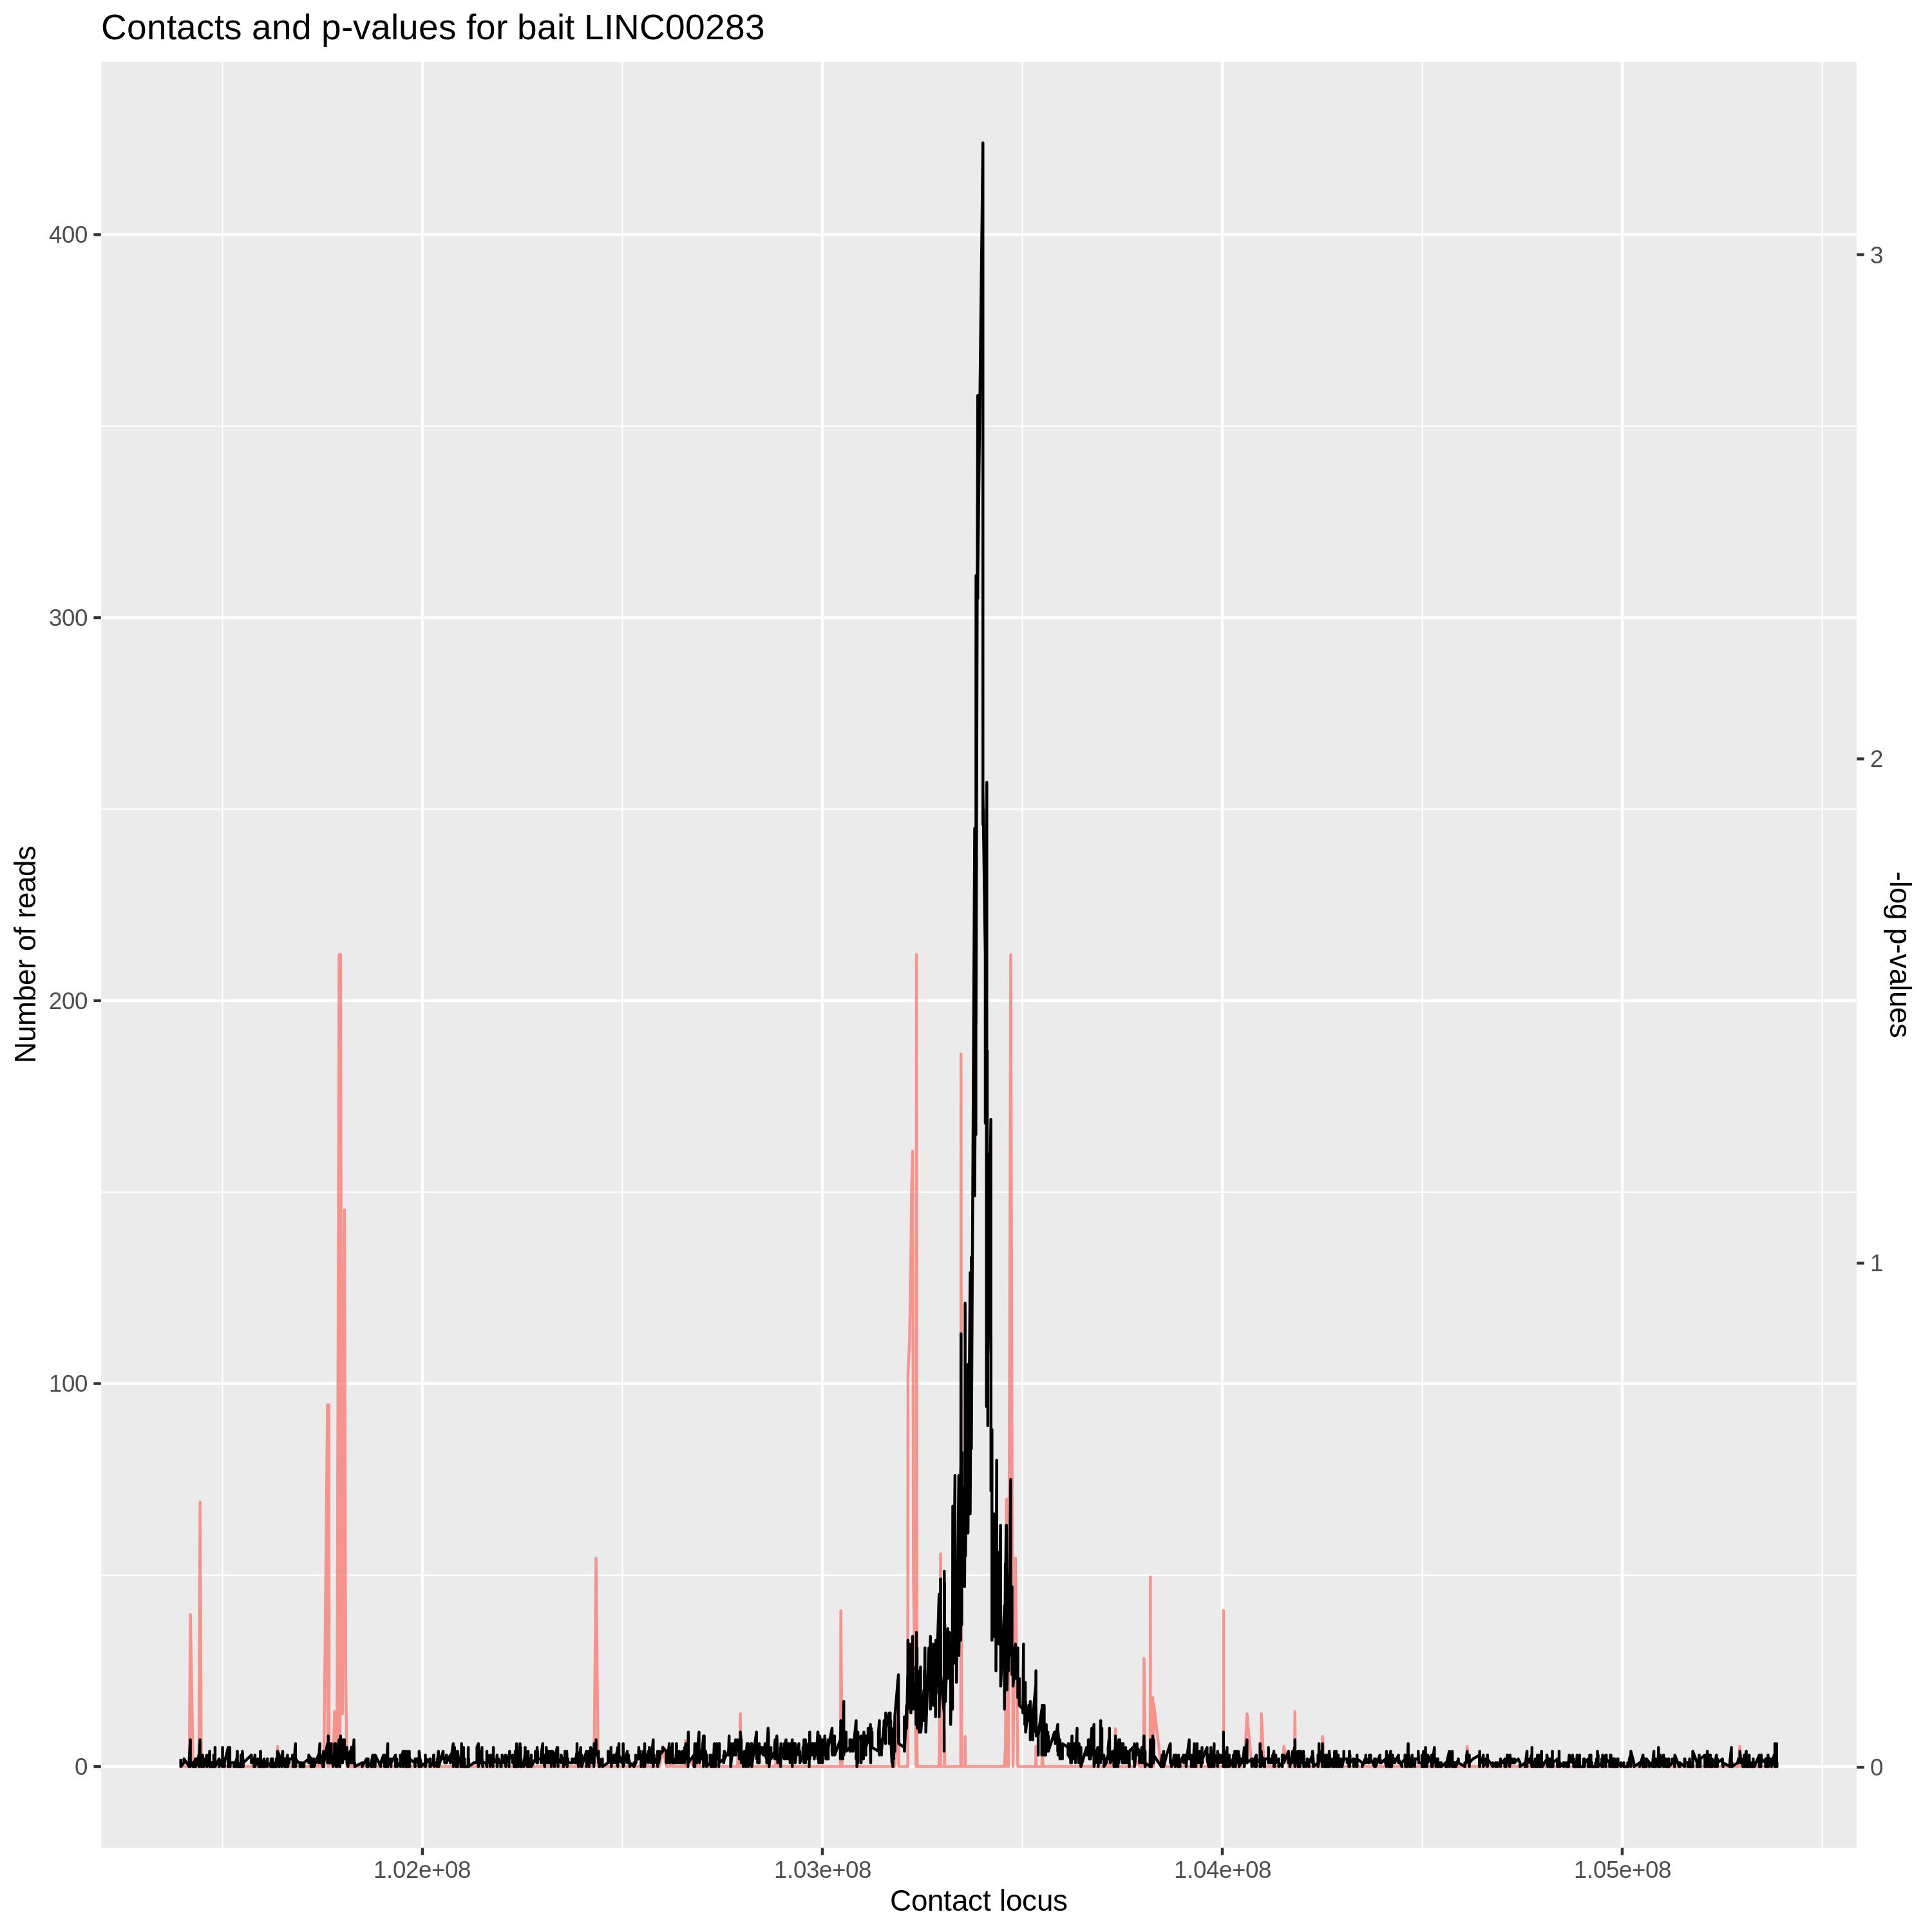 Contacts and p-values for bait LINC00283
400
300
200
100
0
Number of reads
3
2
1
0
-log p-values
1.02e+08
1.03e+08
1.04e+08
1.05e+08
Contact locus